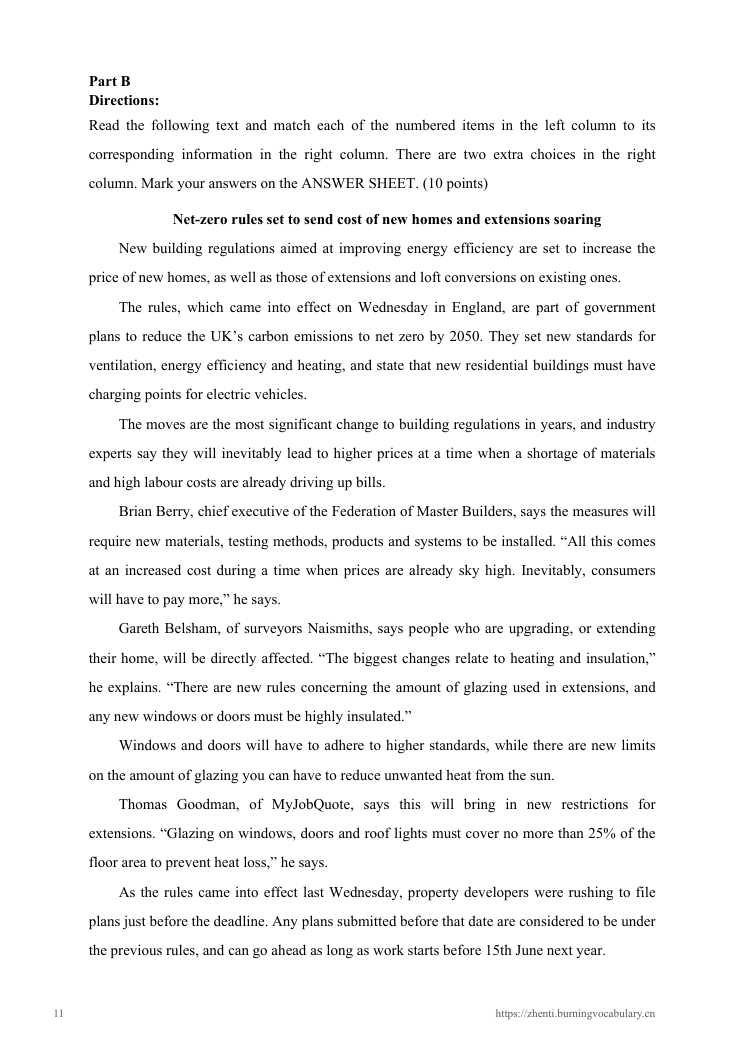 Part B
Directions:
Read the following text and match each of the numbered items in the left column to its
corresponding information in the right column. There are two extra choices in the right
column. Mark your answers on the ANSWER SHEET. (10 points)
Net-zero rules set to send cost of new homes and extensions soaring
New building regulations aimed at improving energy efficiency are set to increase the
price of new homes, as well as those of extensions and loft conversions on existing ones.
The rules, which came into effect on Wednesday in England, are part of government
plans to reduce the UK’s carbon emissions to net zero by 2050. They set new standards for
ventilation, energy efficiency and heating, and state that new residential buildings must have
charging points for electric vehicles.
The moves are the most significant change to building regulations in years, and industry
experts say they will inevitably lead to higher prices at a time when a shortage of materials
and high labour costs are already driving up bills.
Brian Berry, chief executive of the Federation of Master Builders, says the measures will
require new materials, testing methods, products and systems to be installed. “All this comes
at an increased cost during a time when prices are already sky high. Inevitably, consumers
will have to pay more,” he says.
Gareth Belsham, of surveyors Naismiths, says people who are upgrading, or extending
their home, will be directly affected. “The biggest changes relate to heating and insulation,”
he explains. “There are new rules concerning the amount of glazing used in extensions, and
any new windows or doors must be highly insulated.”
Windows and doors will have to adhere to higher standards, while there are new limits
on the amount of glazing you can have to reduce unwanted heat from the sun.
Thomas Goodman, of MyJobQuote, says this will bring in new restrictions for
extensions. “Glazing on windows, doors and roof lights must cover no more than 25% of the
floor area to prevent heat loss,” he says.
As the rules came into effect last Wednesday, property developers were rushing to file
plans just before the deadline. Any plans submitted before that date are considered to be under
the previous rules, and can go ahead as long as work starts before 15th June next year.
11
https://zhenti.burningvocabulary.cn